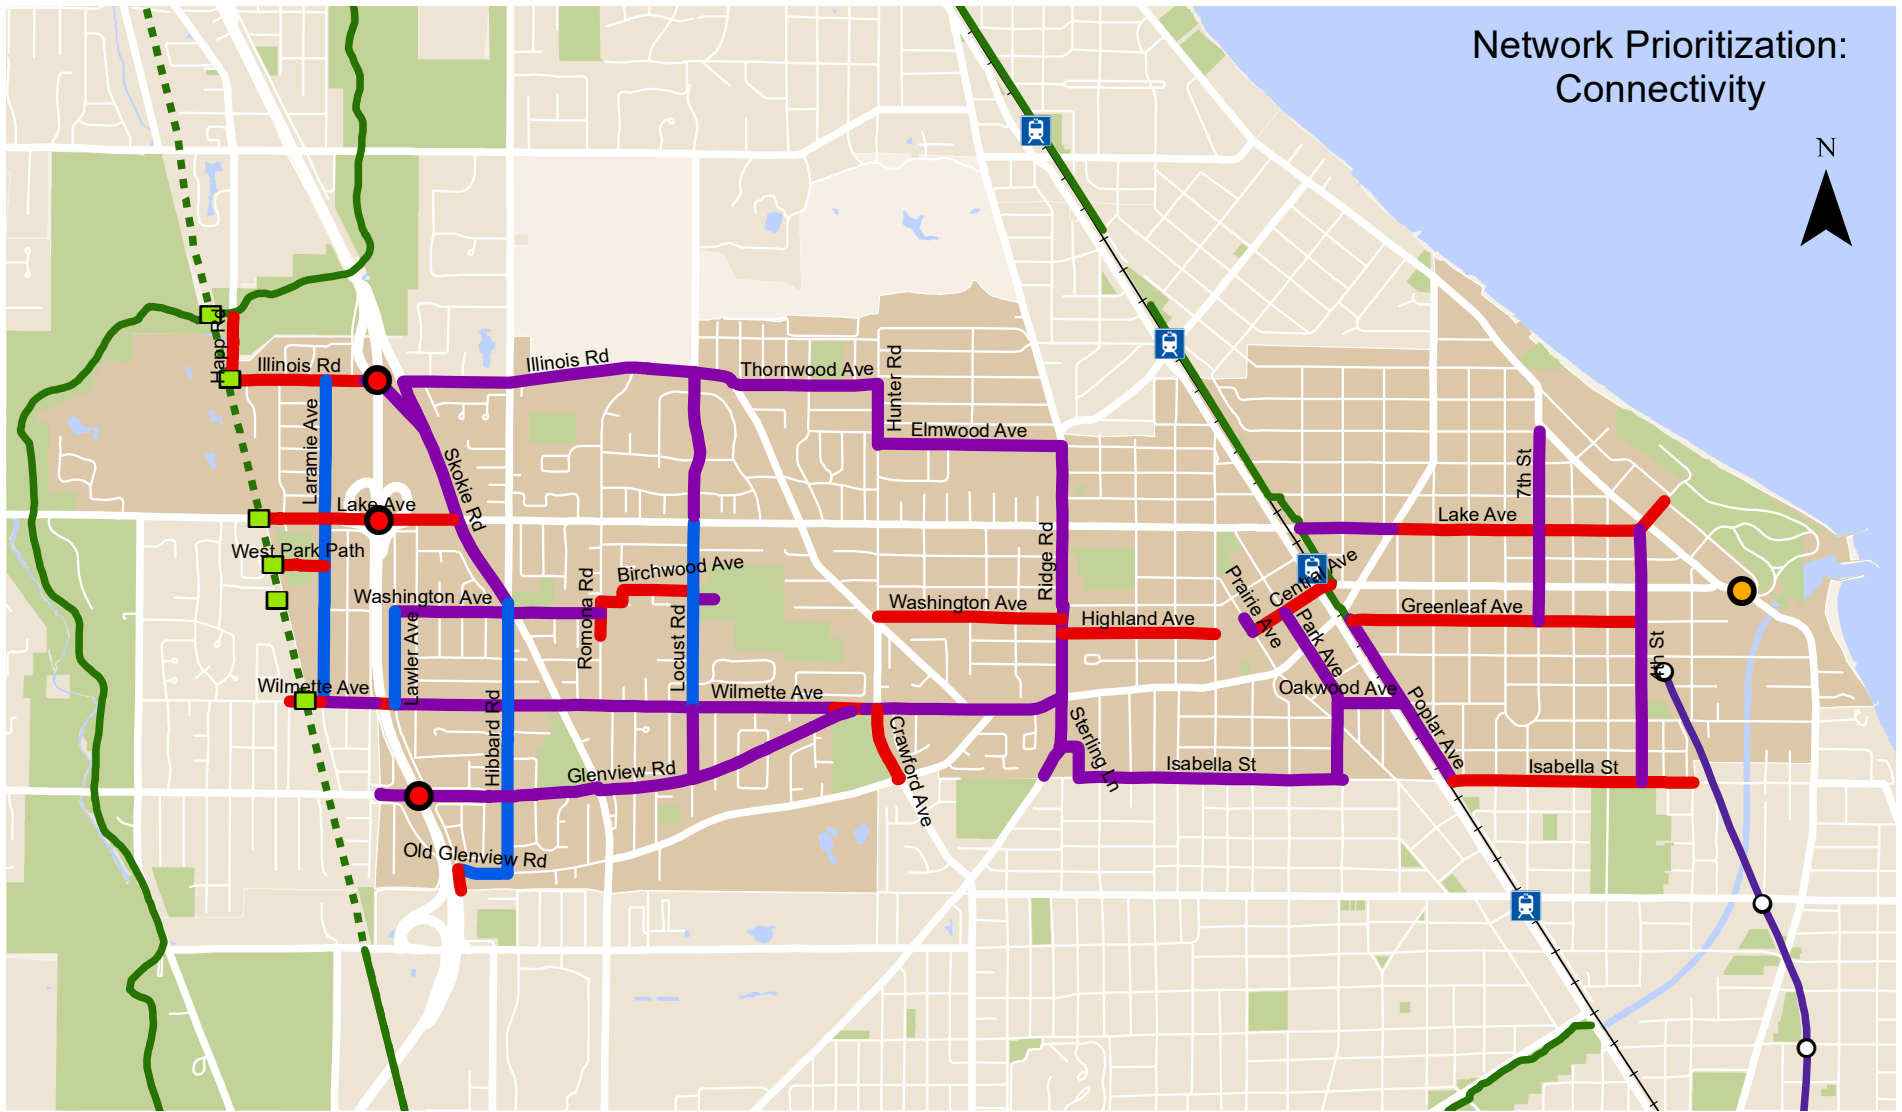 Network Prioritization:
Connectivity
N
Happ Rd
Illinois Rd
Illinois Rd
Thornwood Ave
Hunter Rd
Elmwood Ave
Laramie Ave
Skokie Rd
Lake Ave
7th St
Lake Ave
West Park Path
Ridge Rd
Birchwood Ave
Central Ave
Prairie Ave
Washington Ave
Lawler Ave
Romona Rd
Locust Rd
Washington Ave
Highland Ave
Park Ave
Greenleaf Ave
4th St
Wilmette Ave
Wilmette Ave
Oakwood Ave
Poplar Ave
Hibbard Rd
Crawford Ave
Sterling Ln
Glenview Rd
Isabella St
Isabella St
Old Glenview Rd